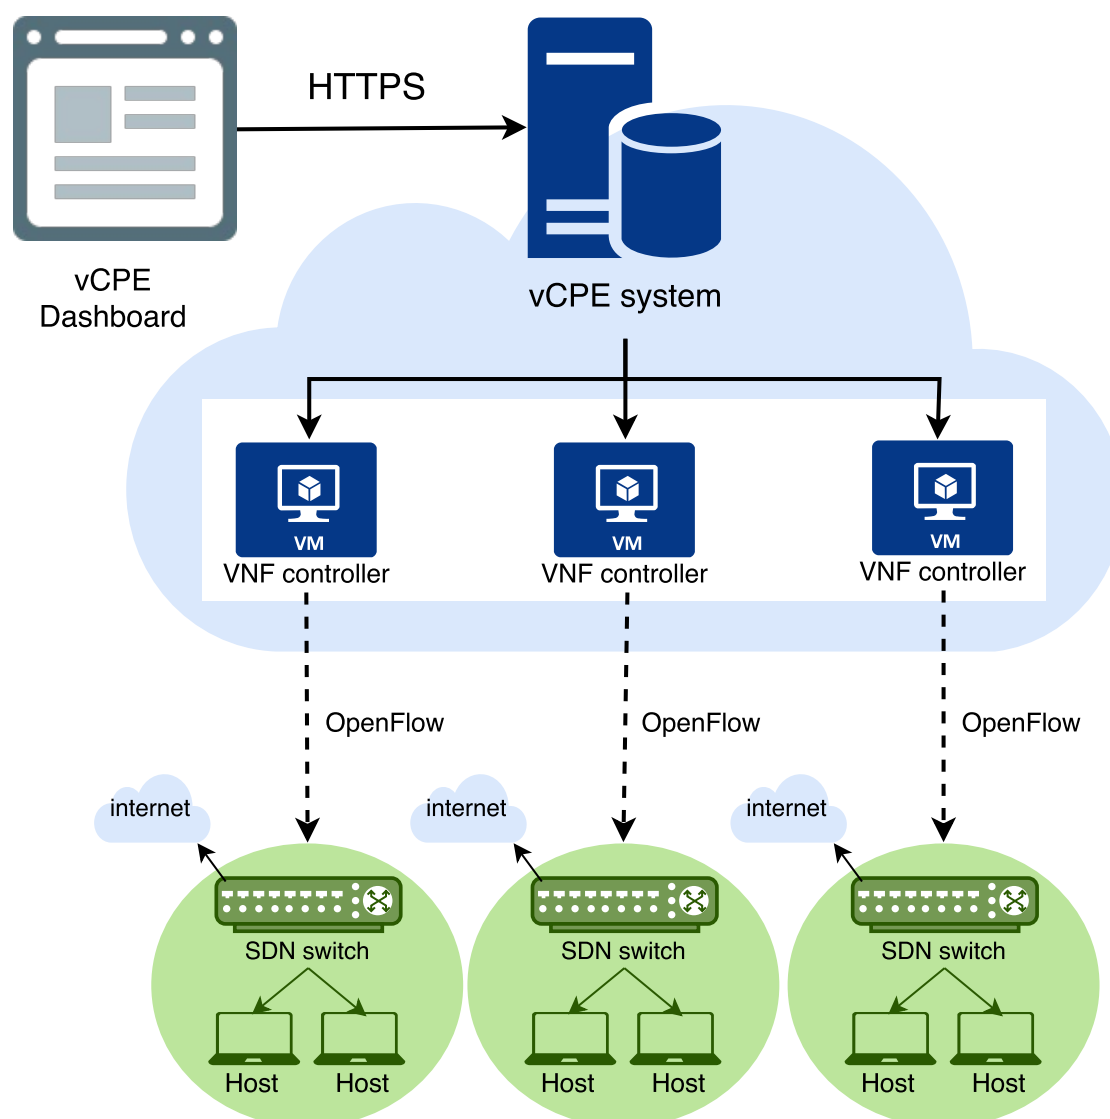 HTTPS
vCPE
Dashboard
vCPE system
VM
VM
VM
VNF controller
VNF controller
VNF controller
OpenFlow
OpenFlow
OpenFlow
internet
internet
internet
SDN switch
SDN switch
SDN switch
Host
Host
Host
Host
Host
Host